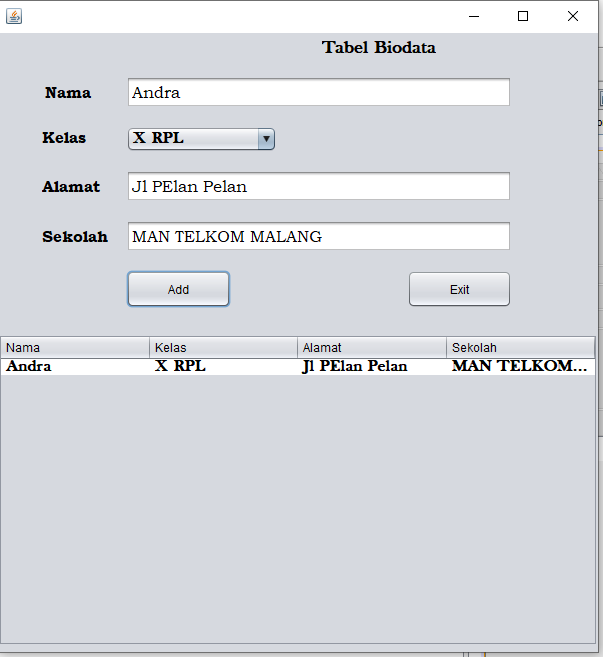 Tabel Biodata
Nama Andra
Kelas X RPL
Alamat Jl PElan Pelan
Sekolah MAN TELKOM MALANG
Add Exit
Nama Kelas Alamat Sekolah
Andra X RPL Jl PElan Pelan MAN TELKOM...